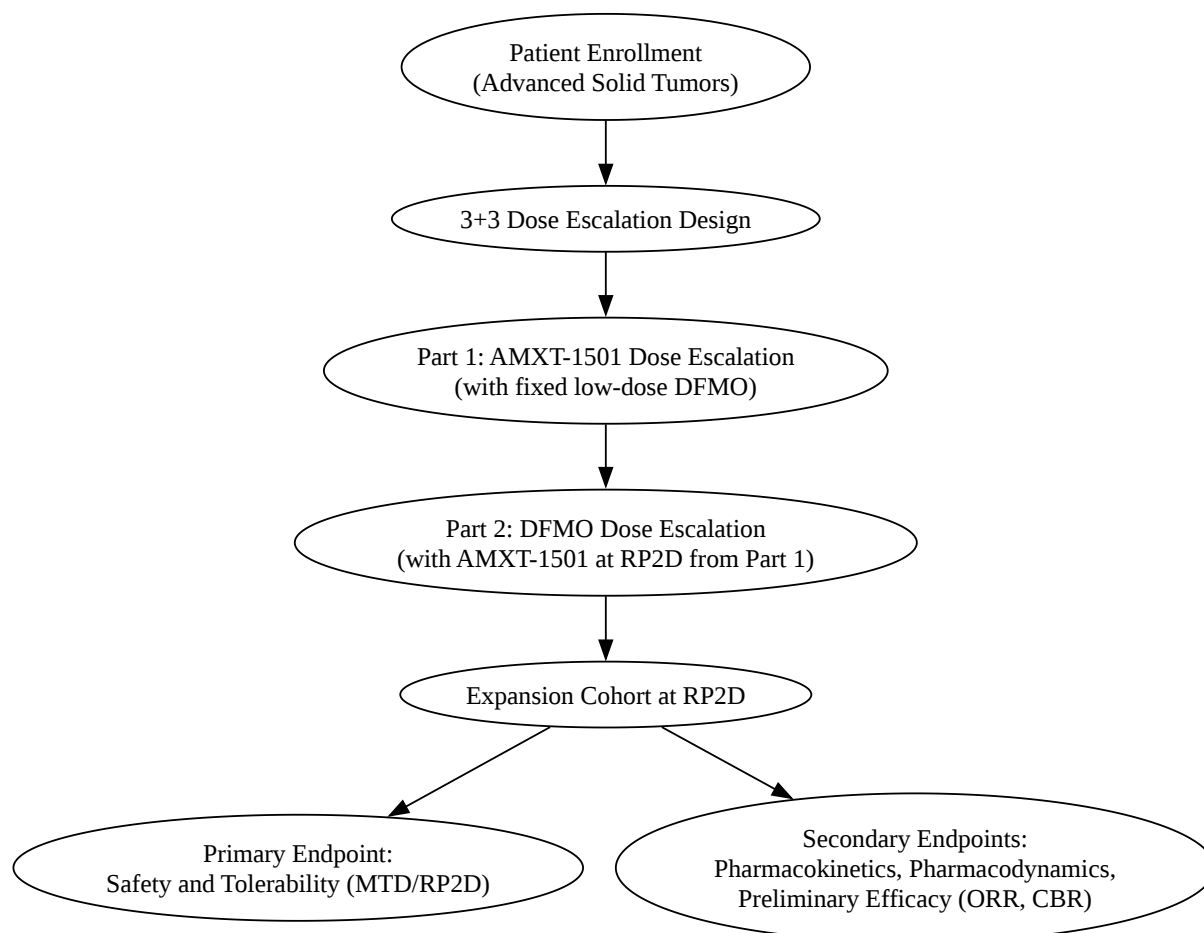 Patient Enrollment
(Advanced Solid Tumors)
3+3 Dose Escalation Design
Part 1: AMXT-1501 Dose Escalation
(with fixed low-dose DFMO)
Part 2: DFMO Dose Escalation
(with AMXT-1501 at RP2D from Part 1)
Expansion Cohort at RP2D
Primary Endpoint:
Safety and Tolerability (MTD/RP2D)
Secondary Endpoints:
Pharmacokinetics, Pharmacodynamics,
Preliminary Efficacy (ORR, CBR)